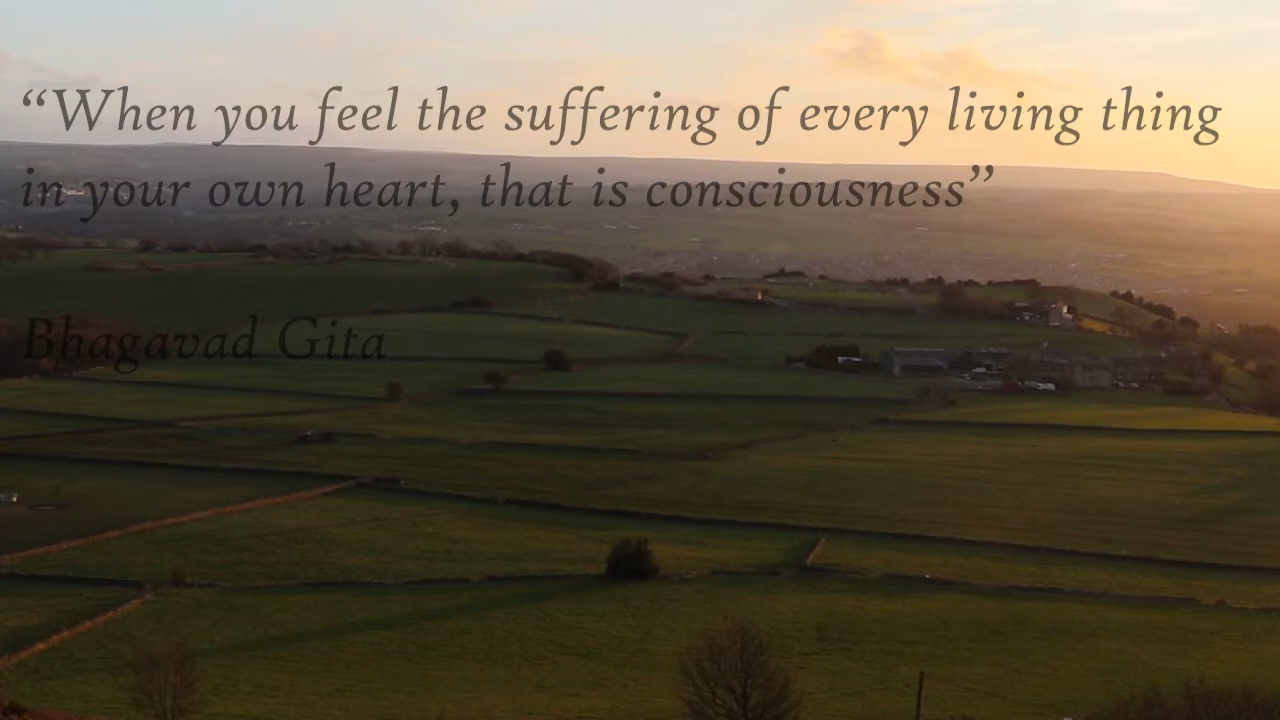 “When you feel the suffering of every living thing
in your own heart, that is consciousness”
Bhagavad Gita